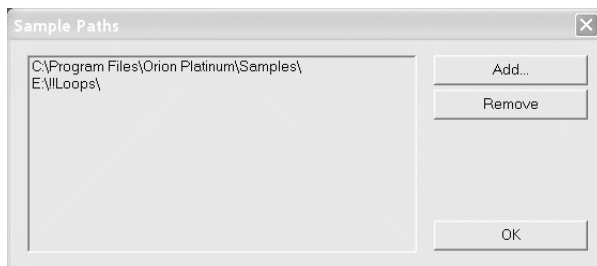 Sample Paths
C:\Program Files\Orion Platinum\Samples\
E:\!!Loops\
Add...
Remove
OK